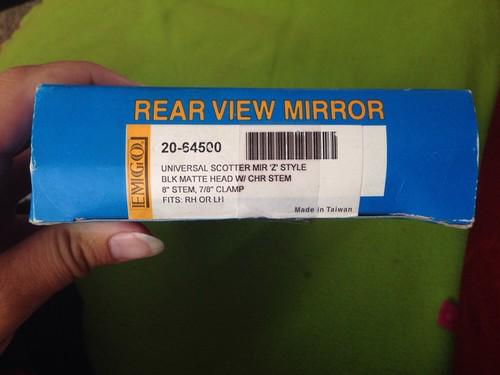 REAR VIEW MIRROR
EMGO
20-64500
UNIVERSAL SCOTTER MIR 'Z' STYLE
BLK MATTE HEAD W/ CHR STEM
8" STEM, 7/8" CLAMP
FITS: RH OR LH
Made in Taiwan